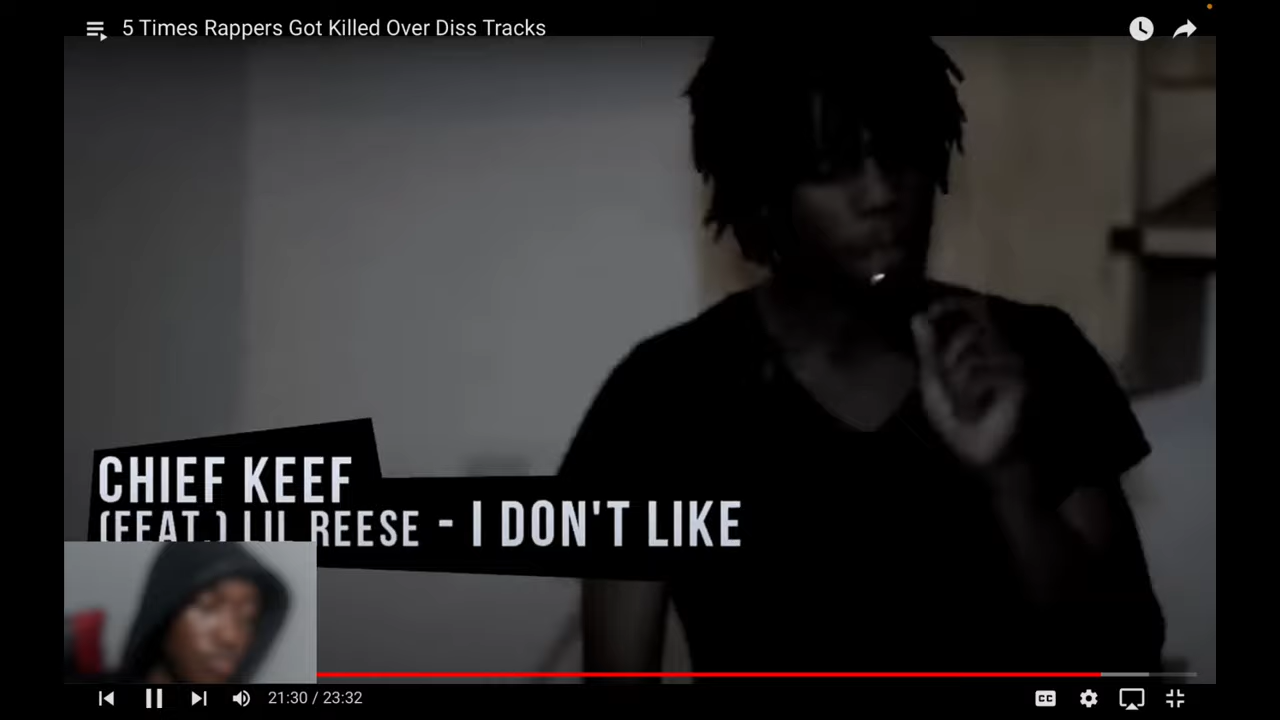 5 Times Rappers Got Killed Over Diss Tracks
CHIEF KEEF
(FEAT.) LIL REESE - I DON'T LIKE
21:30 / 23:32
CC